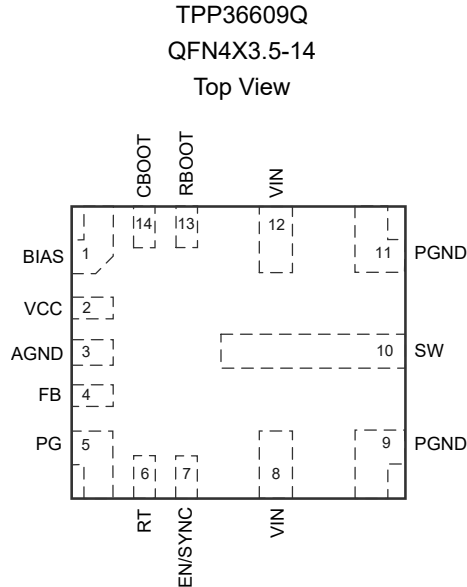 TPP36609Q
QFN4X3.5-14
Top View
CBOOT
RBOOT
VIN
14
13
12
BIAS
1
11
PGND
VCC
2
AGND
3
10
SW
FB
4
PG
5
9
PGND
6
7
8
RT
EN/SYNC
VIN